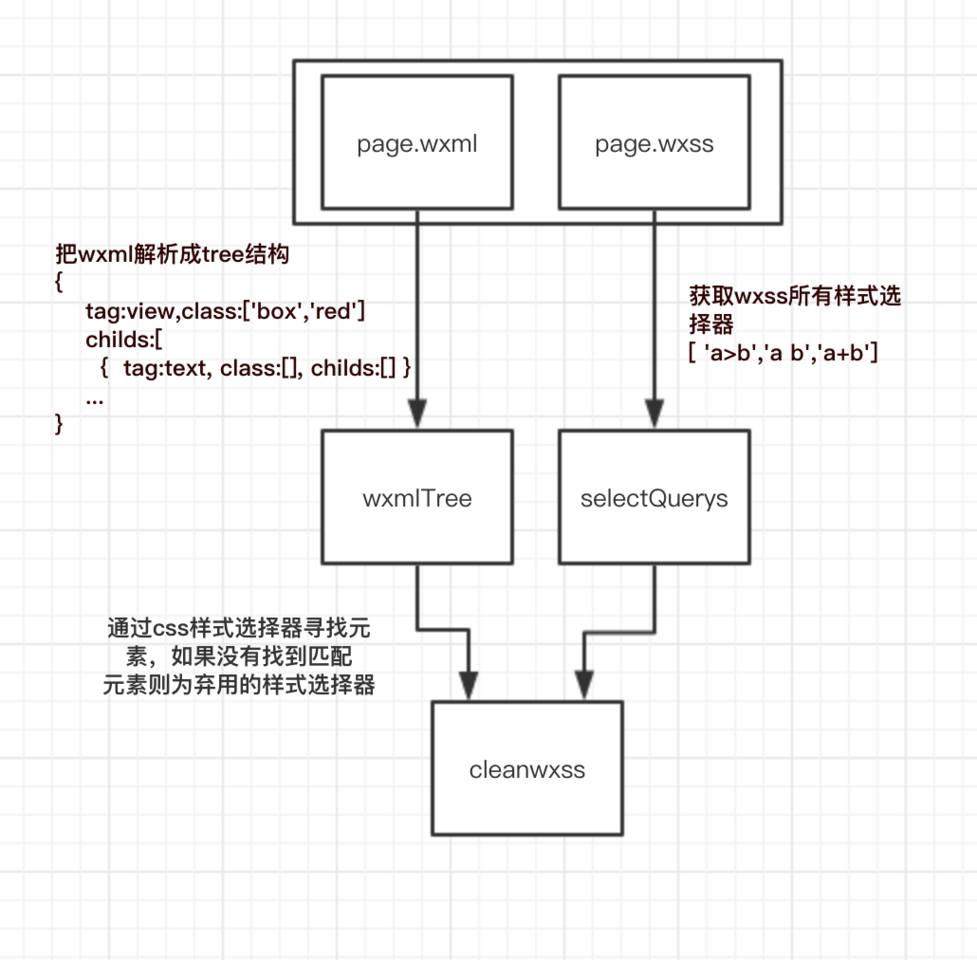 page.wxml
page.wxss
把wxml解析成tree结构
{
tag:view,class:['box','red']
childs:[
{ tag:text, class:[], childs:[] }
...
}
获取wxss所有样式选
择器
[ 'a>b','a b','a+b']
wxmlTree
selectQuerys
通过css样式选择器寻找元
素，如果没有找到匹配
元素则为弃用的样式选择器
cleanwxss